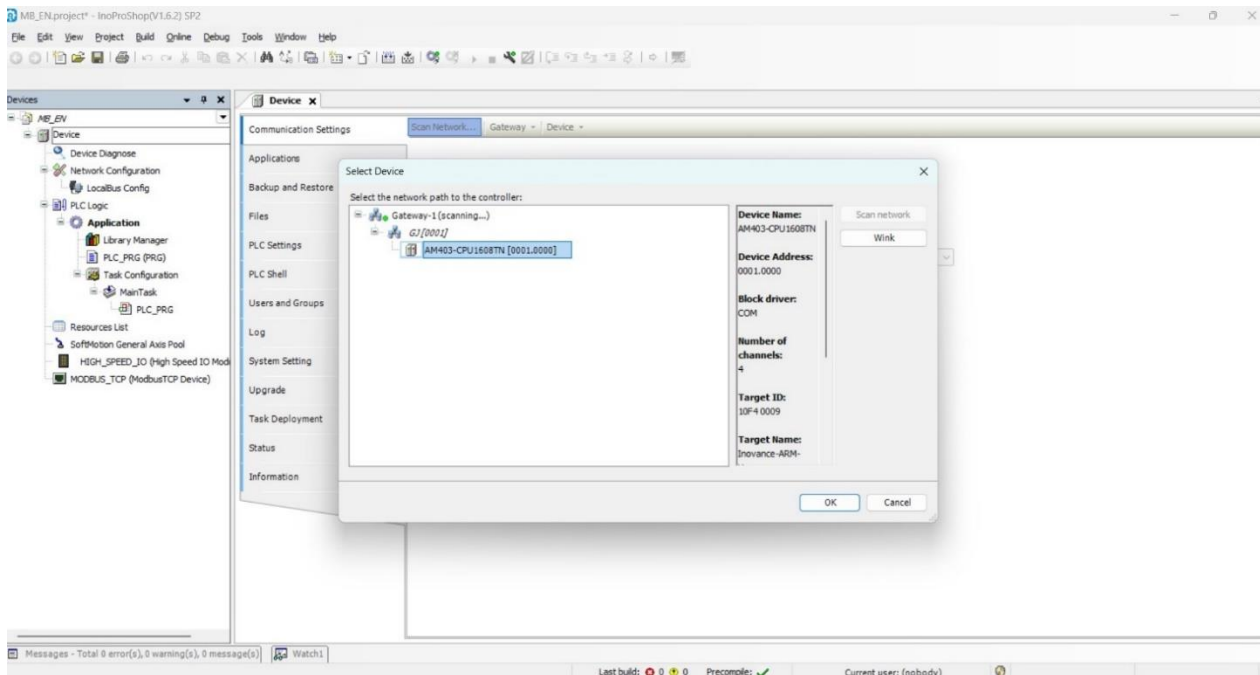 MB_EN.project* - InoProShop(V1.6.2) SP2
File Edit View Project Build Online Debug Tools Window Help
Devices
Device
MB_EN
Device
Device Diagnose
Network Configuration
LocalBus Config
PLC Logic
Application
Library Manager
PLC_PRG (PRG)
Task Configuration
MainTask
PLC_PRG
Resources List
SoftMotion General Axis Pool
HIGH_SPEED_IO (High Speed IO Mod
MODBUS_TCP (ModbusTCP Device)
Communication Settings
Applications
Backup and Restore
Files
PLC Settings
PLC Shell
Users and Groups
Log
System Setting
Upgrade
Task Deployment
Status
Information
Scan Network... Gateway Device
Select Device
Select the network path to the controller:
Gateway-1 (scanning...)
GJ [0001]
AM403-CPU1608TN [0001.0000]
Device Name:
AM403-CPU1608TN
Device Address:
0001.0000
Block driver:
COM
Number of
channels:
4
Target ID:
10F4 0009
Target Name:
Inovance-ARM-
Scan network
Wink
OK Cancel
Messages - Total 0 error(s), 0 warning(s), 0 message(s) Watch1
Last build: 0 0 Precompile: Current user: (nobody)